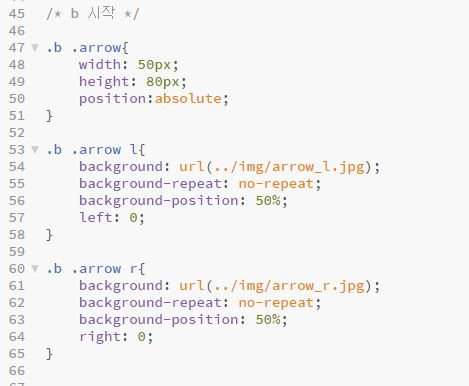 45 /* b 시작 */
46
47 .b .arrow{
48 width: 50px;
49 height: 80px;
50 position:absolute;
51 }
52
53 .b .arrow l{
54 background: url(../img/arrow_l.jpg);
55 background-repeat: no-repeat;
56 background-position: 50%;
57 left: 0;
58 }
59
60 .b .arrow r{
61 background: url(../img/arrow_r.jpg);
62 background-repeat: no-repeat;
63 background-position: 50%;
64 right: 0;
65 }
66